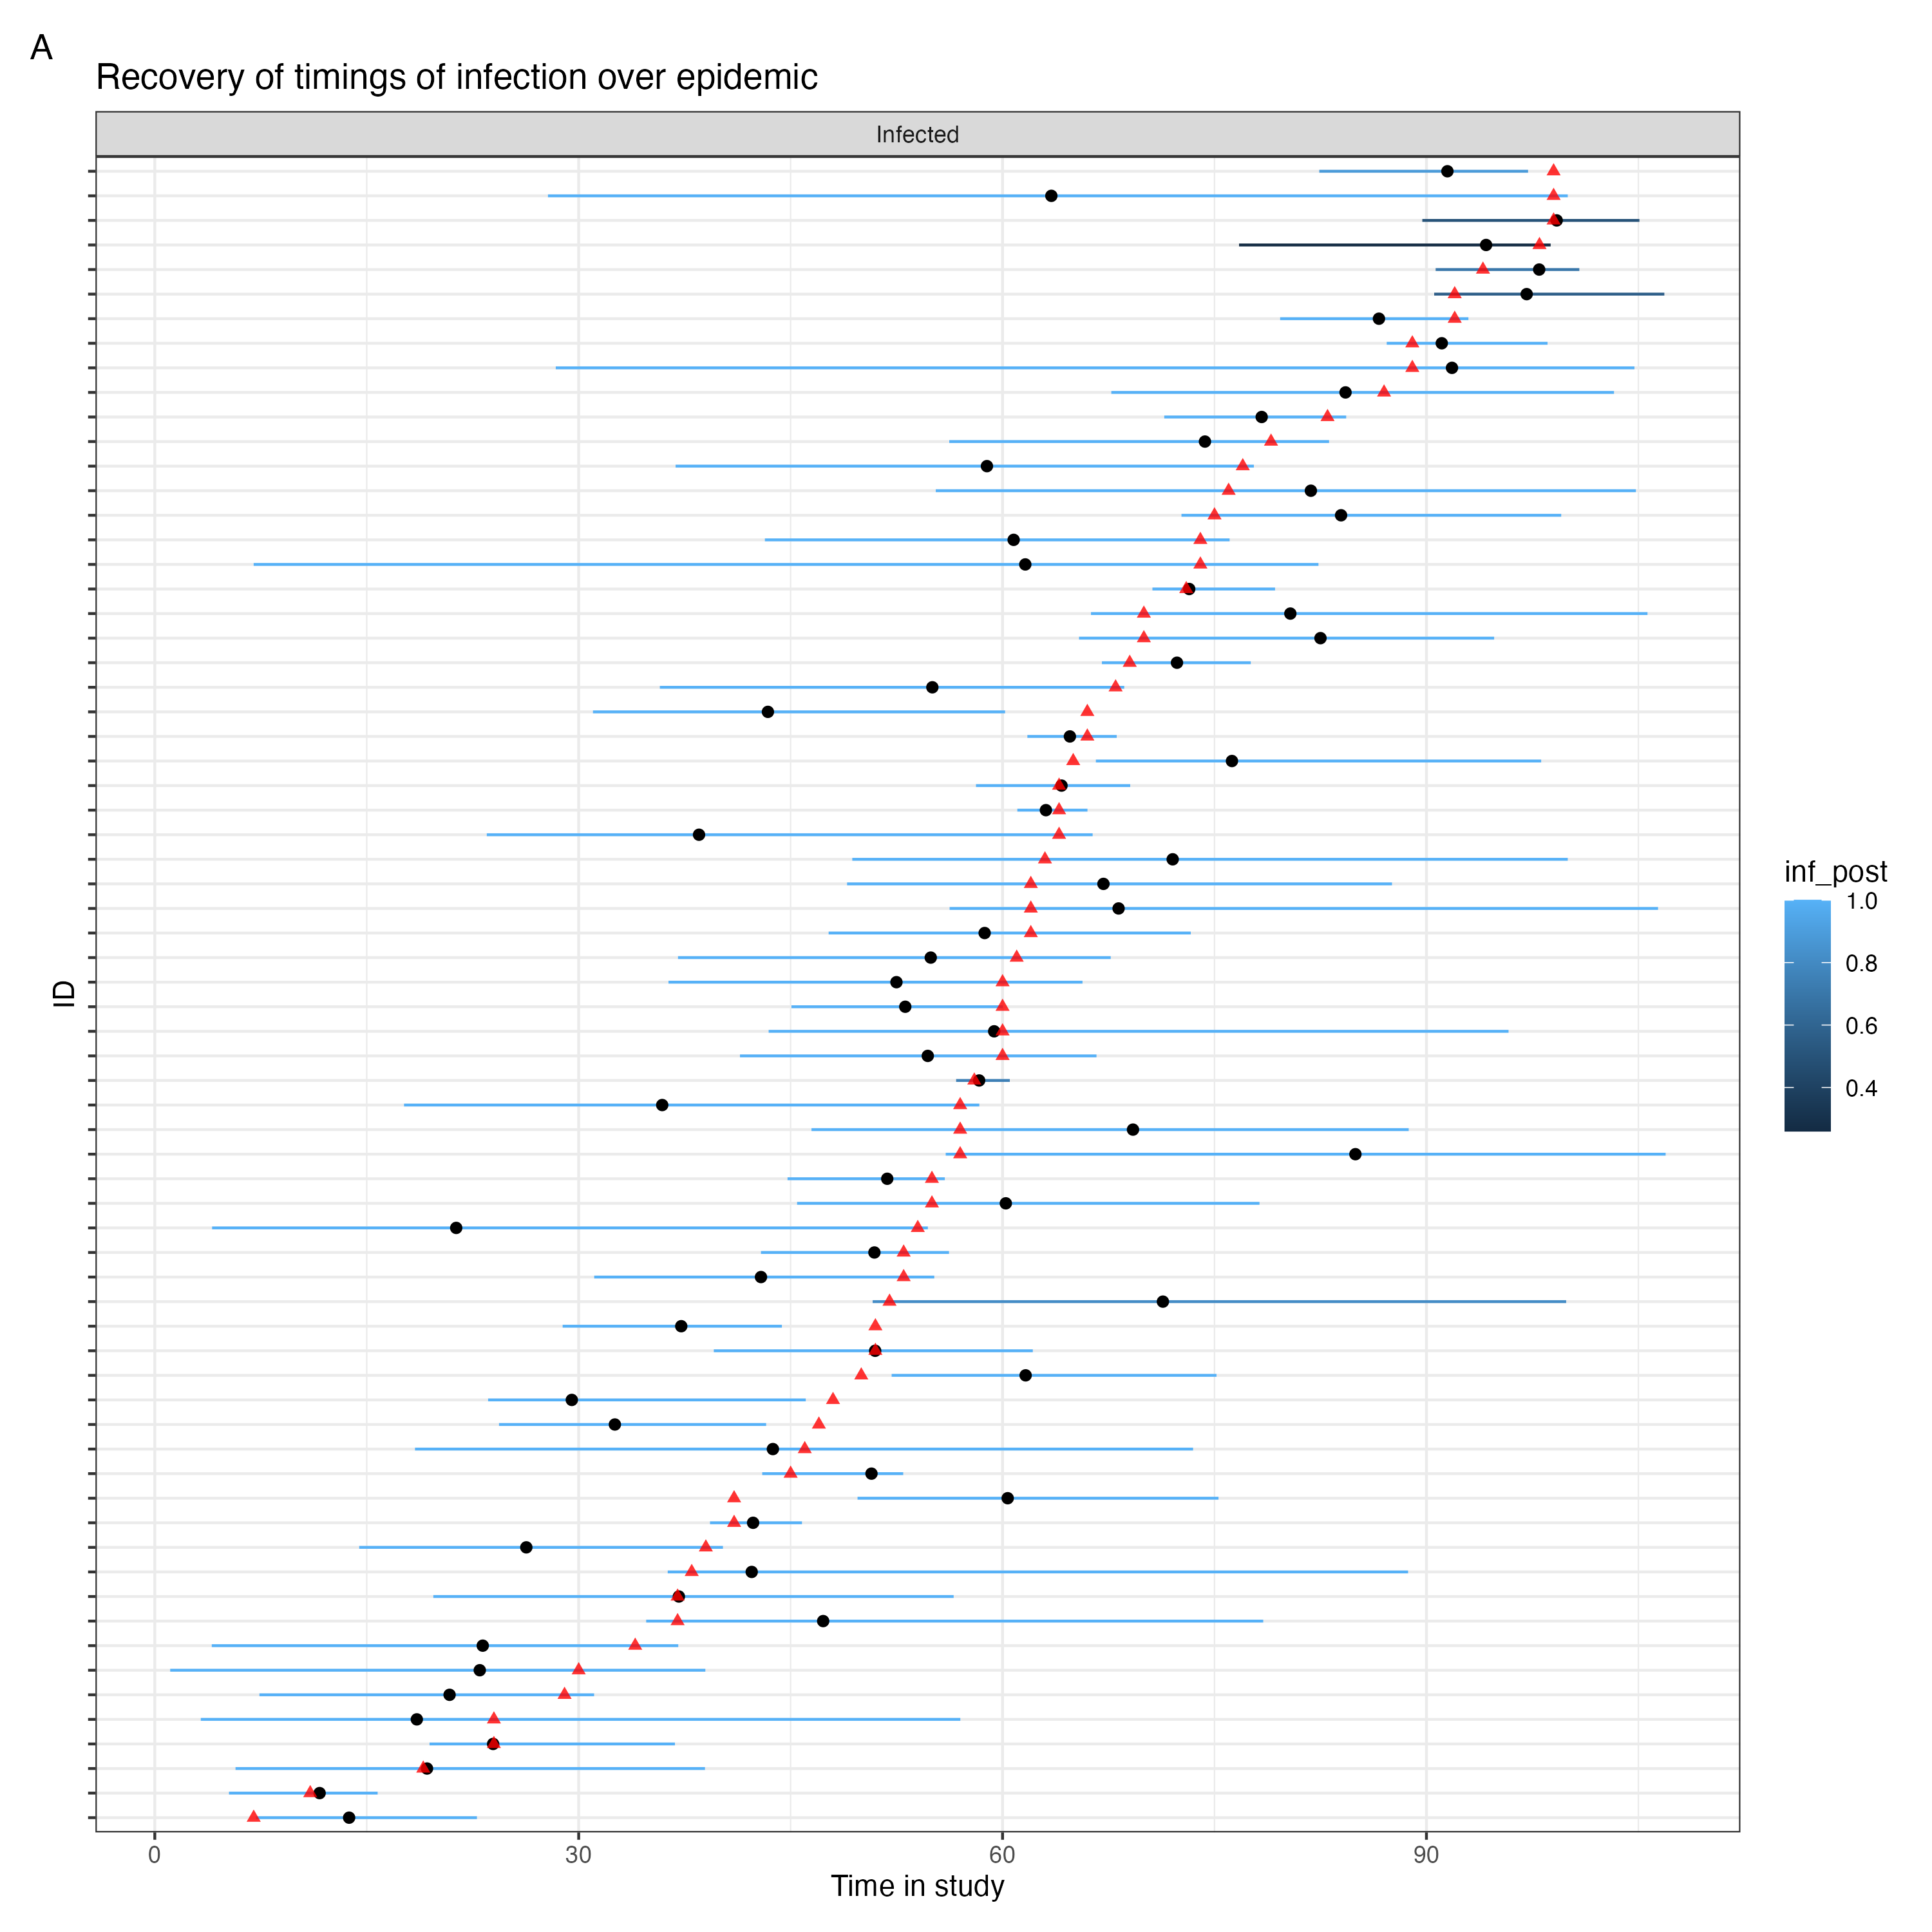 A
Recovery of timings of infection over epidemic
Infected
ID
inf_post
1.0
0.8
0.6
0.4
0 30 60 90
Time in study